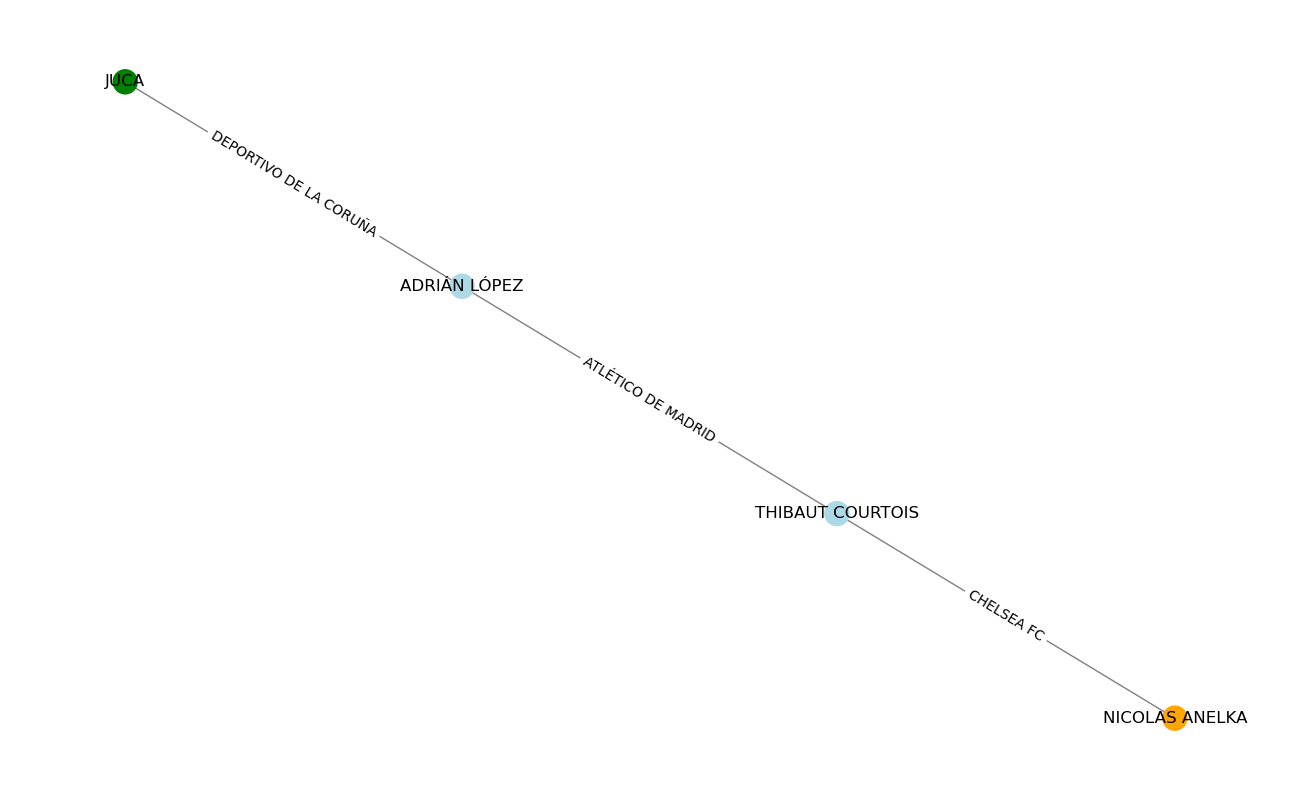 JUCA
DEPORTIVO DE LA CORUÑA
ADRIÁN LÓPEZ
ATLÉTICO DE MADRID
THIBAUT COURTOIS
CHELSEA FC
NICOLAS ANELKA